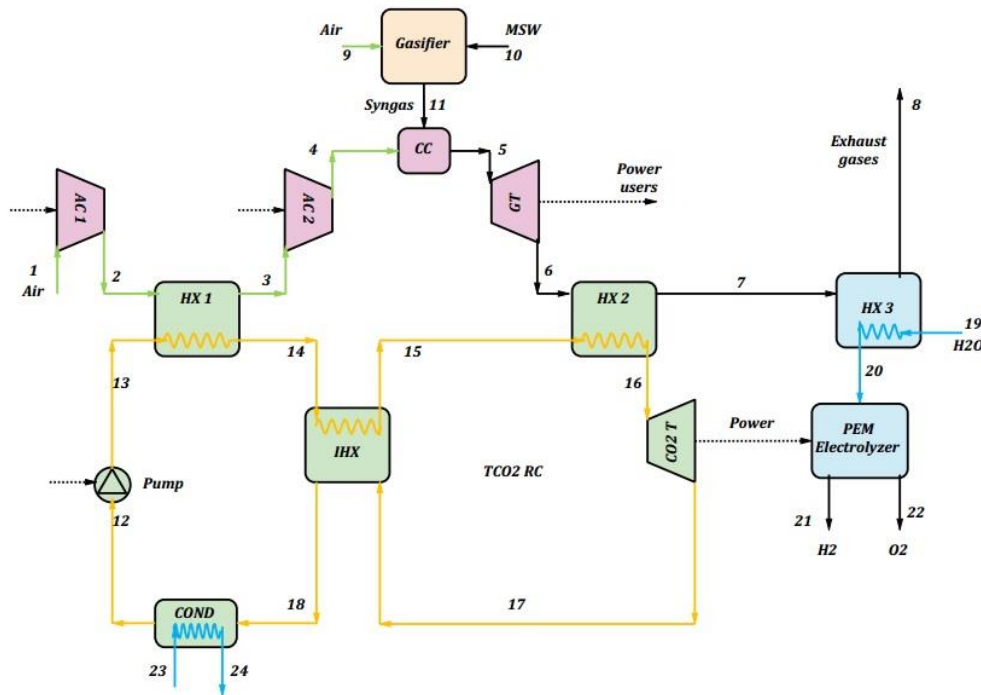 Air
9
Gasifier
MSW
10
Syngas
11
4
CC
5
8
Exhaust
gases
AC 1
AC 2
GT
Power
users
1
Air
2
HX 1
3
6
HX 2
7
HX 3
19
H2O
13
14
15
16
20
IHX
TCO2 RC
CO2 T
Power
PEM
Electrolyzer
Pump
12
21
22
H2
O2
COND
18
17
23
24